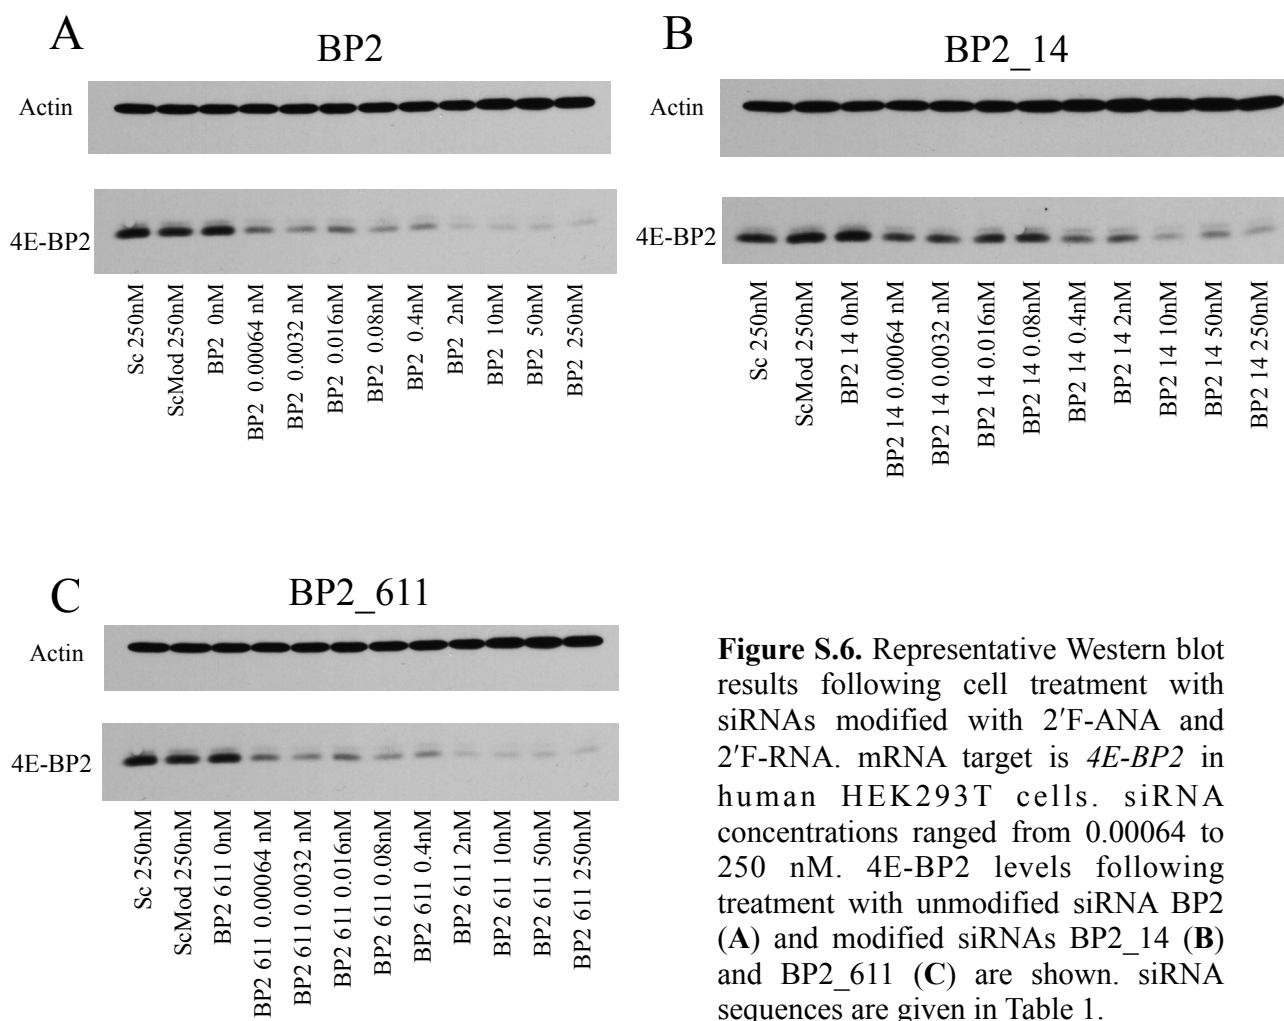 A
BP2
Actin
4E-BP2
Sc 250nM
ScMod 250nM
BP2  0nM
BP2  0.00064 nM
BP2  0.0032 nM
BP2  0.016nM
BP2  0.08nM
BP2  0.4nM
BP2  2nM
BP2  10nM
BP2  50nM
BP2  250nM
B
BP2_14
Actin
4E-BP2
Sc 250nM
ScMod 250nM
BP2 14 0nM
BP2 14 0.00064 nM
BP2 14 0.0032 nM
BP2 14 0.016nM
BP2 14 0.08nM
BP2 14 0.4nM
BP2 14 2nM
BP2 14 10nM
BP2 14 50nM
BP2 14 250nM
C
BP2_611
Actin
4E-BP2
Sc 250nM
ScMod 250nM
BP2 611 0nM
BP2 611 0.00064 nM
BP2 611 0.0032 nM
BP2 611 0.016nM
BP2 611 0.08nM
BP2 611 0.4nM
BP2 611 2nM
BP2 611 10nM
BP2 611 50nM
BP2 611 250nM
Figure S.6. Representative Western blot
results following cell treatment with
siRNAs modified with 2′F-ANA and
2′F-RNA. mRNA target is 4E-BP2 in
human HEK293T cells. siRNA
concentrations ranged from 0.00064 to
250 nM. 4E-BP2 levels following
treatment with unmodified siRNA BP2
(A) and modified siRNAs BP2_14 (B)
and BP2_611 (C) are shown. siRNA
sequences are given in Table 1.